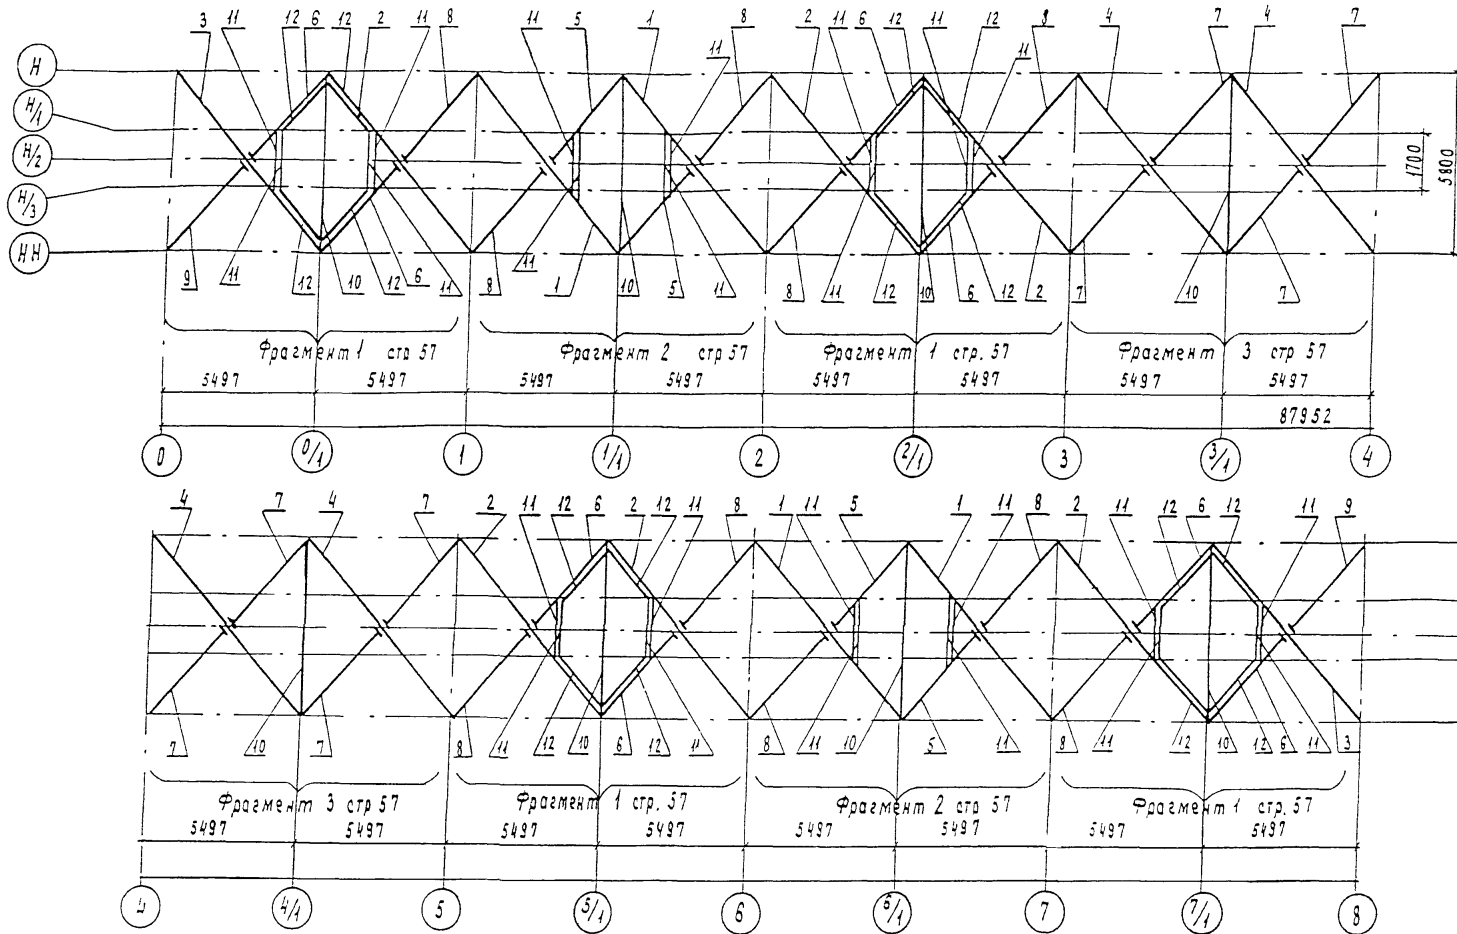 3 11 12 6 12 2 11 8 11 5 1 8 2 11 6 12 11 12 8 4 7 4 7
11 11
Н
Н/1
Н/2
Н/3
НН
1700
5800
9 11 12 10 12 6 11 8 11 1 10 5 11 8 11 12 10 6 12 2 7 10 7
Фрагмент 1 стр 57 Фрагмент 2 стр 57 Фрагмент 1 стр. 57 Фрагмент 3 стр 57
5497 5497 5497 5497 5497 5497 5497 5497
87952
0 0/1 1 1/1 2 2/1 3 3/1 4
4 7 4 7 2 11 12 6 2 12 11 8 1 11 5 1 11 8 2 11 12 6 12 11 9
7 10 7 8 11 12 10 6 12 11 8 11 10 5 11 8 11 12 10 12 6 11 3
Фрагмент 3 стр 57 Фрагмент 1 стр. 57 Фрагмент 2 стр 57 Фрагмент 1 стр. 57
5497 5497 5497 5497 5497 5497 5497 5497
4 4/1 5 5/1 6 6/1 7 7/1 8